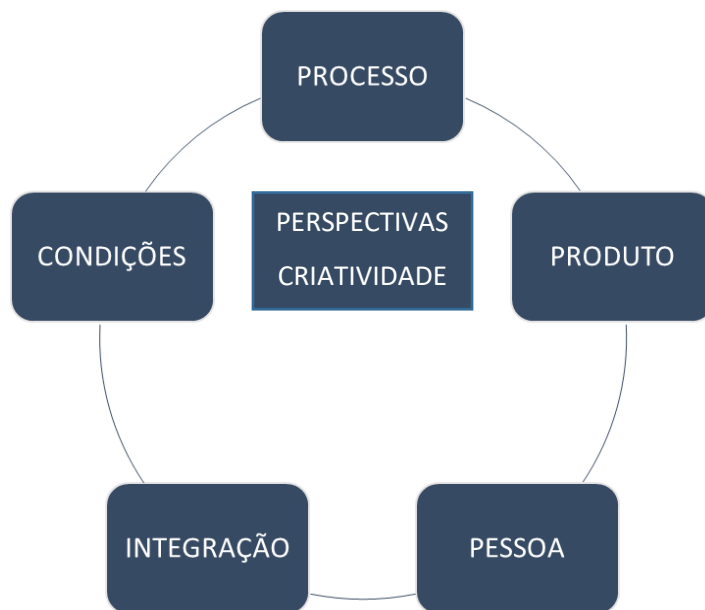 PROCESSO
PERSPECTIVAS
CRIATIVIDADE
CONDIÇÕES
PRODUTO
INTEGRAÇÃO
PESSOA